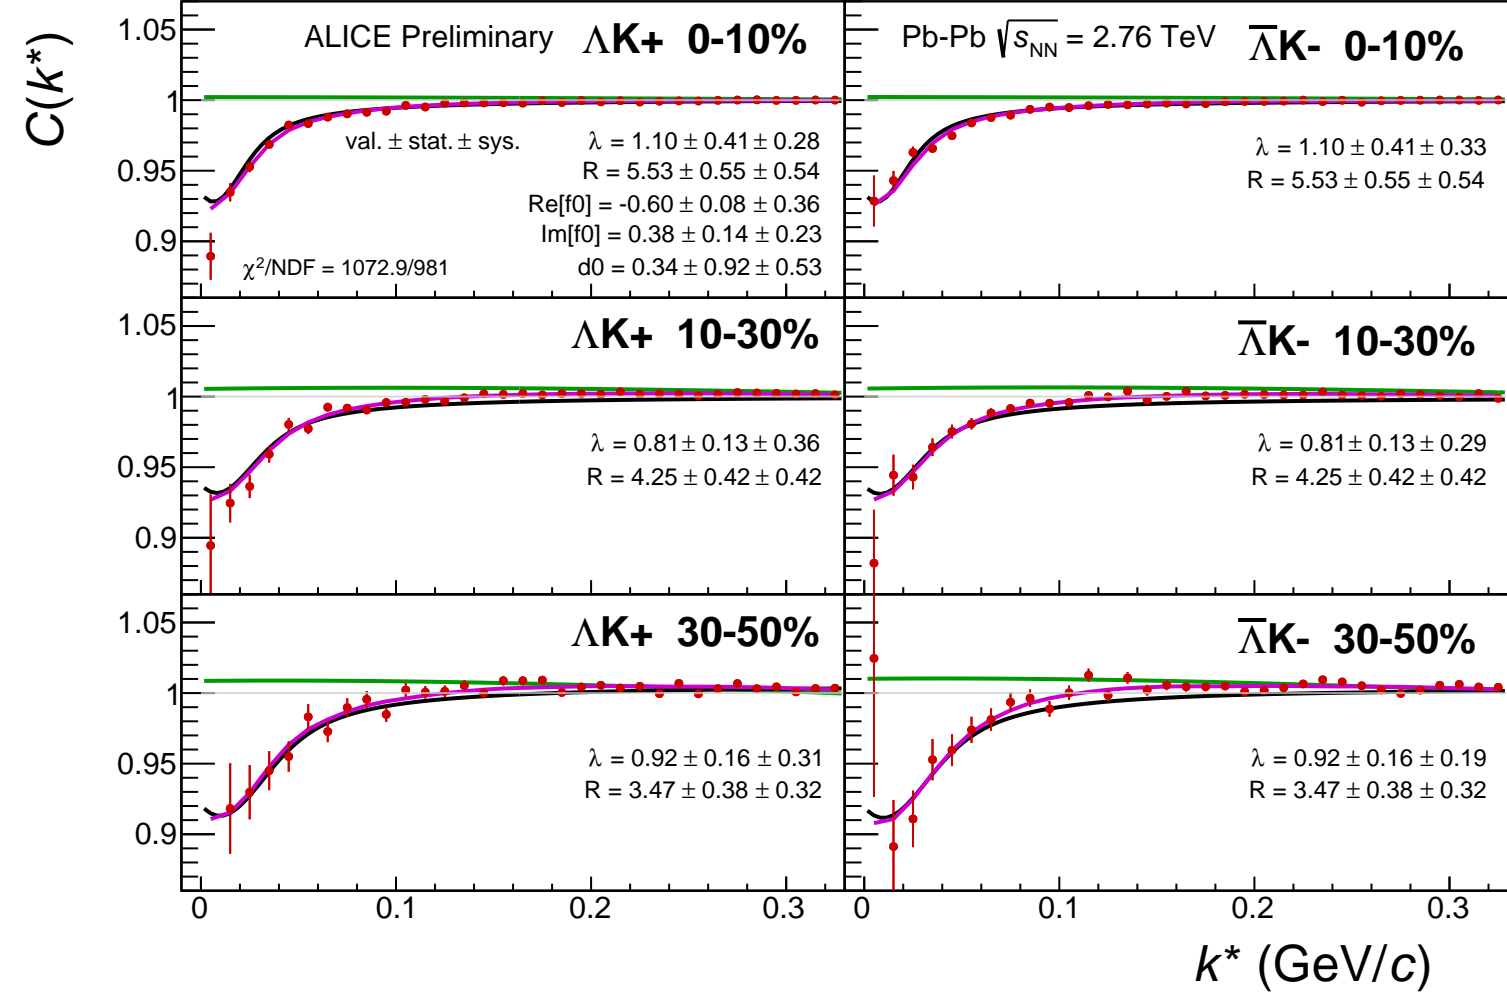 C(k*)
ALICE Preliminary ΛK+ 0-10%
1.05
1
0.95
0.9
val. ± stat. ± sys.
λ = 1.10 ± 0.41 ± 0.28
R = 5.53 ± 0.55 ± 0.54
Re[f0] = -0.60 ± 0.08 ± 0.36
Im[f0] = 0.38 ± 0.14 ± 0.23
d0 = 0.34 ± 0.92 ± 0.53
χ²/NDF = 1072.9/981
Pb-Pb √s_NN = 2.76 TeV Λ̅K- 0-10%
λ = 1.10 ± 0.41 ± 0.33
R = 5.53 ± 0.55 ± 0.54
ΛK+ 10-30%
1.05
1
0.95
0.9
λ = 0.81 ± 0.13 ± 0.36
R = 4.25 ± 0.42 ± 0.42
Λ̅K- 10-30%
λ = 0.81 ± 0.13 ± 0.29
R = 4.25 ± 0.42 ± 0.42
ΛK+ 30-50%
1.05
1
0.95
0.9
λ = 0.92 ± 0.16 ± 0.31
R = 3.47 ± 0.38 ± 0.32
Λ̅K- 30-50%
λ = 0.92 ± 0.16 ± 0.19
R = 3.47 ± 0.38 ± 0.32
0 0.1 0.2 0.3 0 0.1 0.2 0.3
k* (GeV/c)